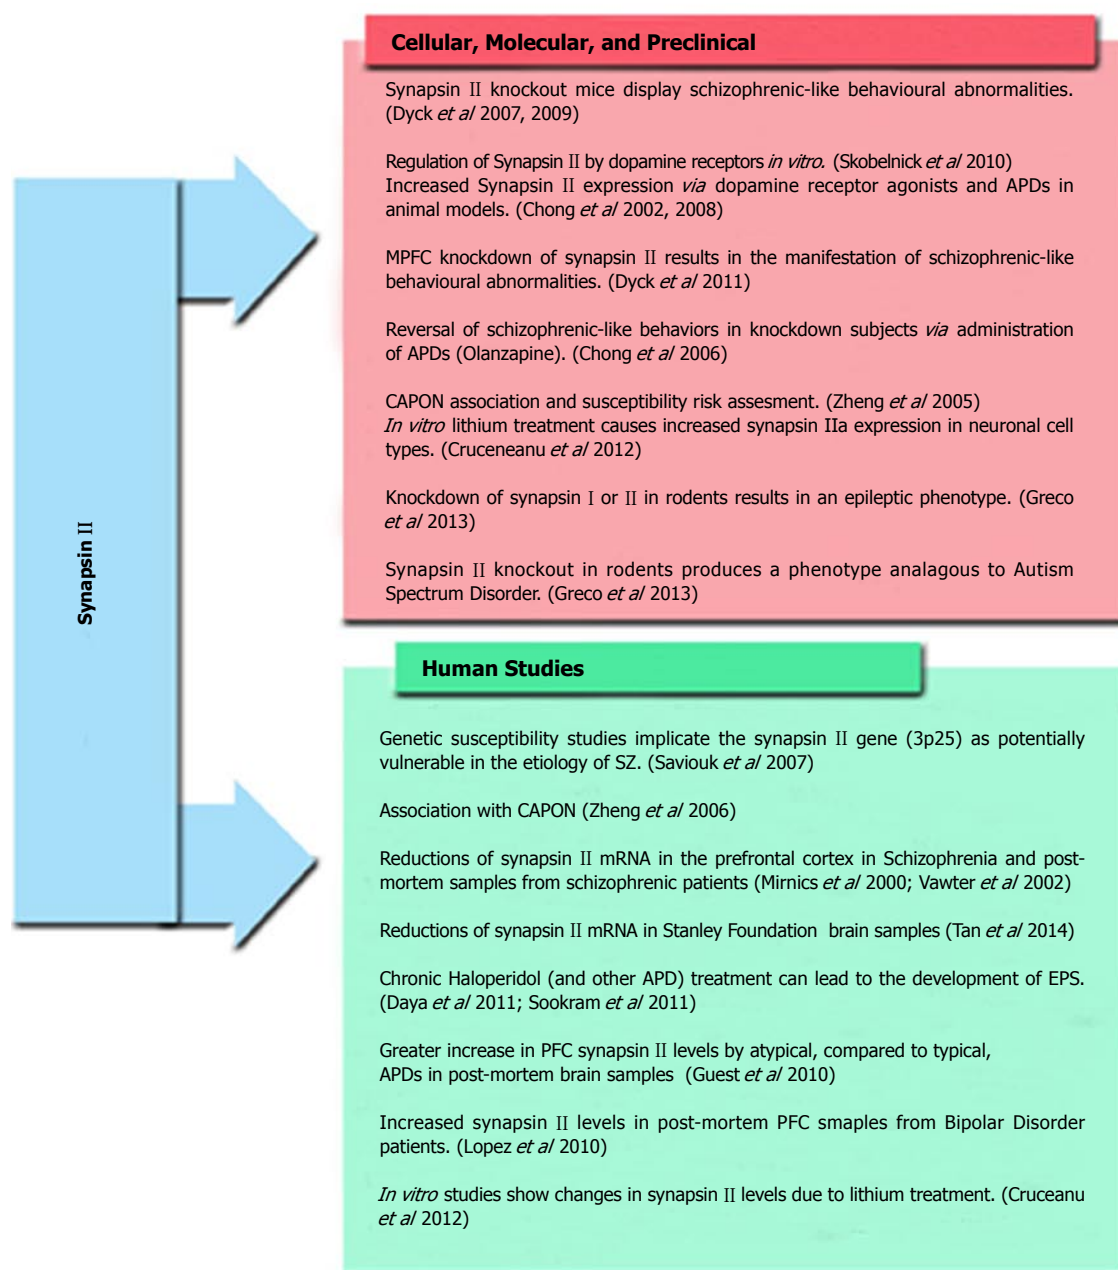 Cellular, Molecular, and Preclinical
Synapsin II knockout mice display schizophrenic-like behavioural abnormalities.
(Dyck et al 2007, 2009)
Regulation of Synapsin II by dopamine receptors in vitro. (Skobelnick et al 2010)
Increased Synapsin II expression via dopamine receptor agonists and APDs in
animal models. (Chong et al 2002, 2008)
MPFC knockdown of synapsin II results in the manifestation of schizophrenic-like
behavioural abnormalities. (Dyck et al 2011)
Reversal of schizophrenic-like behaviors in knockdown subjects via administration
of APDs (Olanzapine). (Chong et al 2006)
CAPON association and susceptibility risk assesment. (Zheng et al 2005)
In vitro lithium treatment causes increased synapsin IIa expression in neuronal cell
types. (Cruceneanu et al 2012)
Knockdown of synapsin I or II in rodents results in an epileptic phenotype. (Greco
et al 2013)
Synapsin II knockout in rodents produces a phenotype analagous to Autism
Spectrum Disorder. (Greco et al 2013)
Synapsin II
Human Studies
Genetic susceptibility studies implicate the synapsin II gene (3p25) as potentially
vulnerable in the etiology of SZ. (Saviouk et al 2007)
Association with CAPON (Zheng et al 2006)
Reductions of synapsin II mRNA in the prefrontal cortex in Schizophrenia and post-
mortem samples from schizophrenic patients (Mirnics et al 2000; Vawter et al 2002)
Reductions of synapsin II mRNA in Stanley Foundation brain samples (Tan et al 2014)
Chronic Haloperidol (and other APD) treatment can lead to the development of EPS.
(Daya et al 2011; Sookram et al 2011)
Greater increase in PFC synapsin II levels by atypical, compared to typical,
APDs in post-mortem brain samples (Guest et al 2010)
Increased synapsin II levels in post-mortem PFC smaples from Bipolar Disorder
patients. (Lopez et al 2010)
In vitro studies show changes in synapsin II levels due to lithium treatment. (Cruceanu
et al 2012)